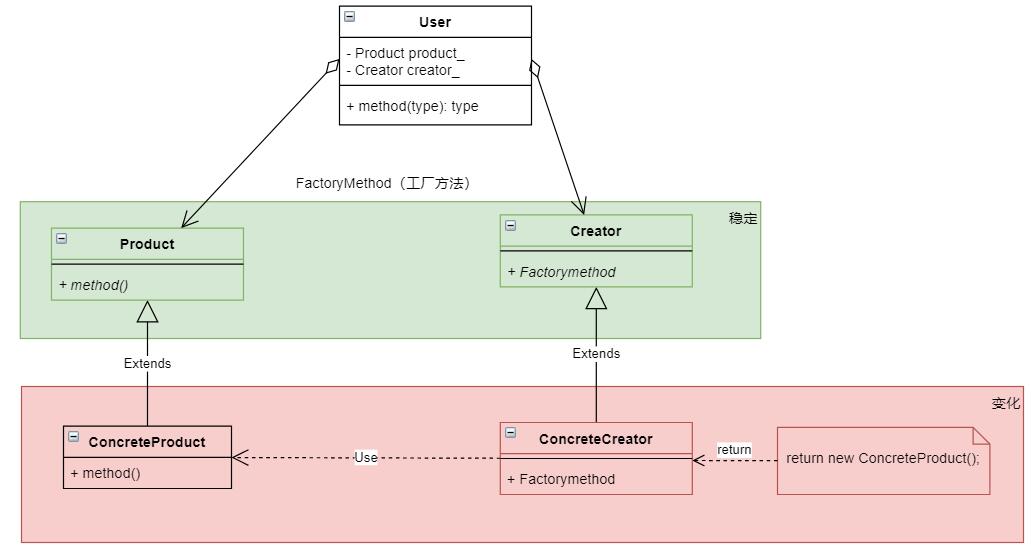 User
- Product product_
- Creator creator_
+ method(type): type
FactoryMethod（工厂方法）
稳定
Product
+ method()
Creator
+ Factorymethod
Extends
Extends
变化
ConcreteProduct
+ method()
Use
ConcreteCreator
+ Factorymethod
return
return new ConcreteProduct();